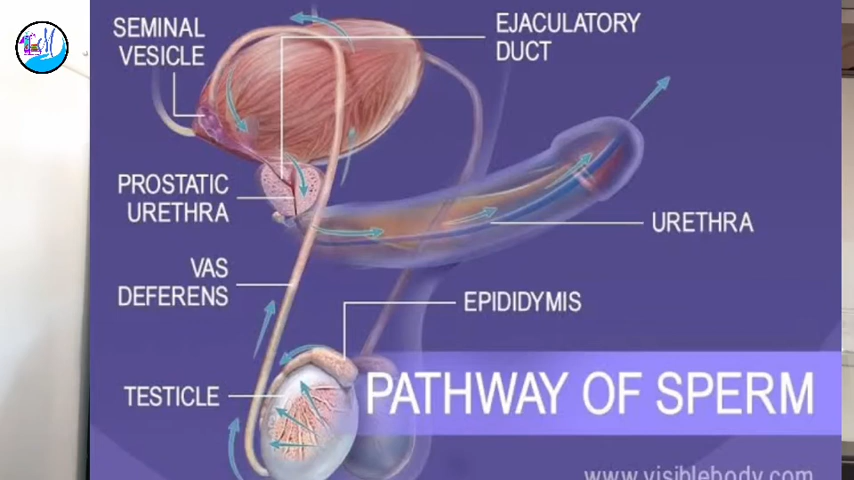 SEMINAL
VESICLE
EJACULATORY
DUCT
PROSTATIC
URETHRA
URETHRA
VAS
DEFERENS
EPIDIDYMIS
TESTICLE
PATHWAY OF SPERM
www.visiblebody.com